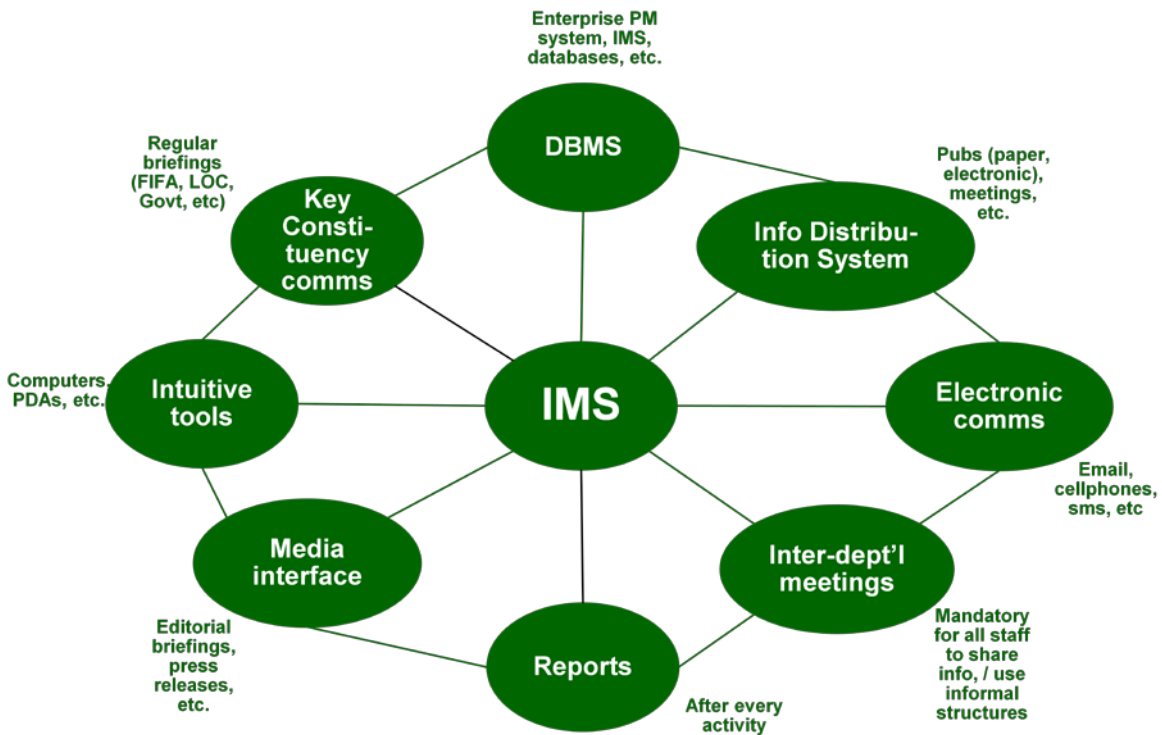 Enterprise PM
system, IMS,
databases, etc.
DBMS
Regular
briefings
(FIFA, LOC,
Govt, etc)
Key
Consti-
tuency
comms
Pubs (paper,
electronic),
meetings,
etc.
Info Distribu-
tion System
Computers,
PDAs, etc.
Intuitive
tools
IMS
Electronic
comms
Email,
cellphones,
sms, etc
Media
interface
Editorial
briefings,
press
releases,
etc.
Reports
After every
activity
Inter-dept’l
meetings
Mandatory
for all staff
to share
info, / use
informal
structures